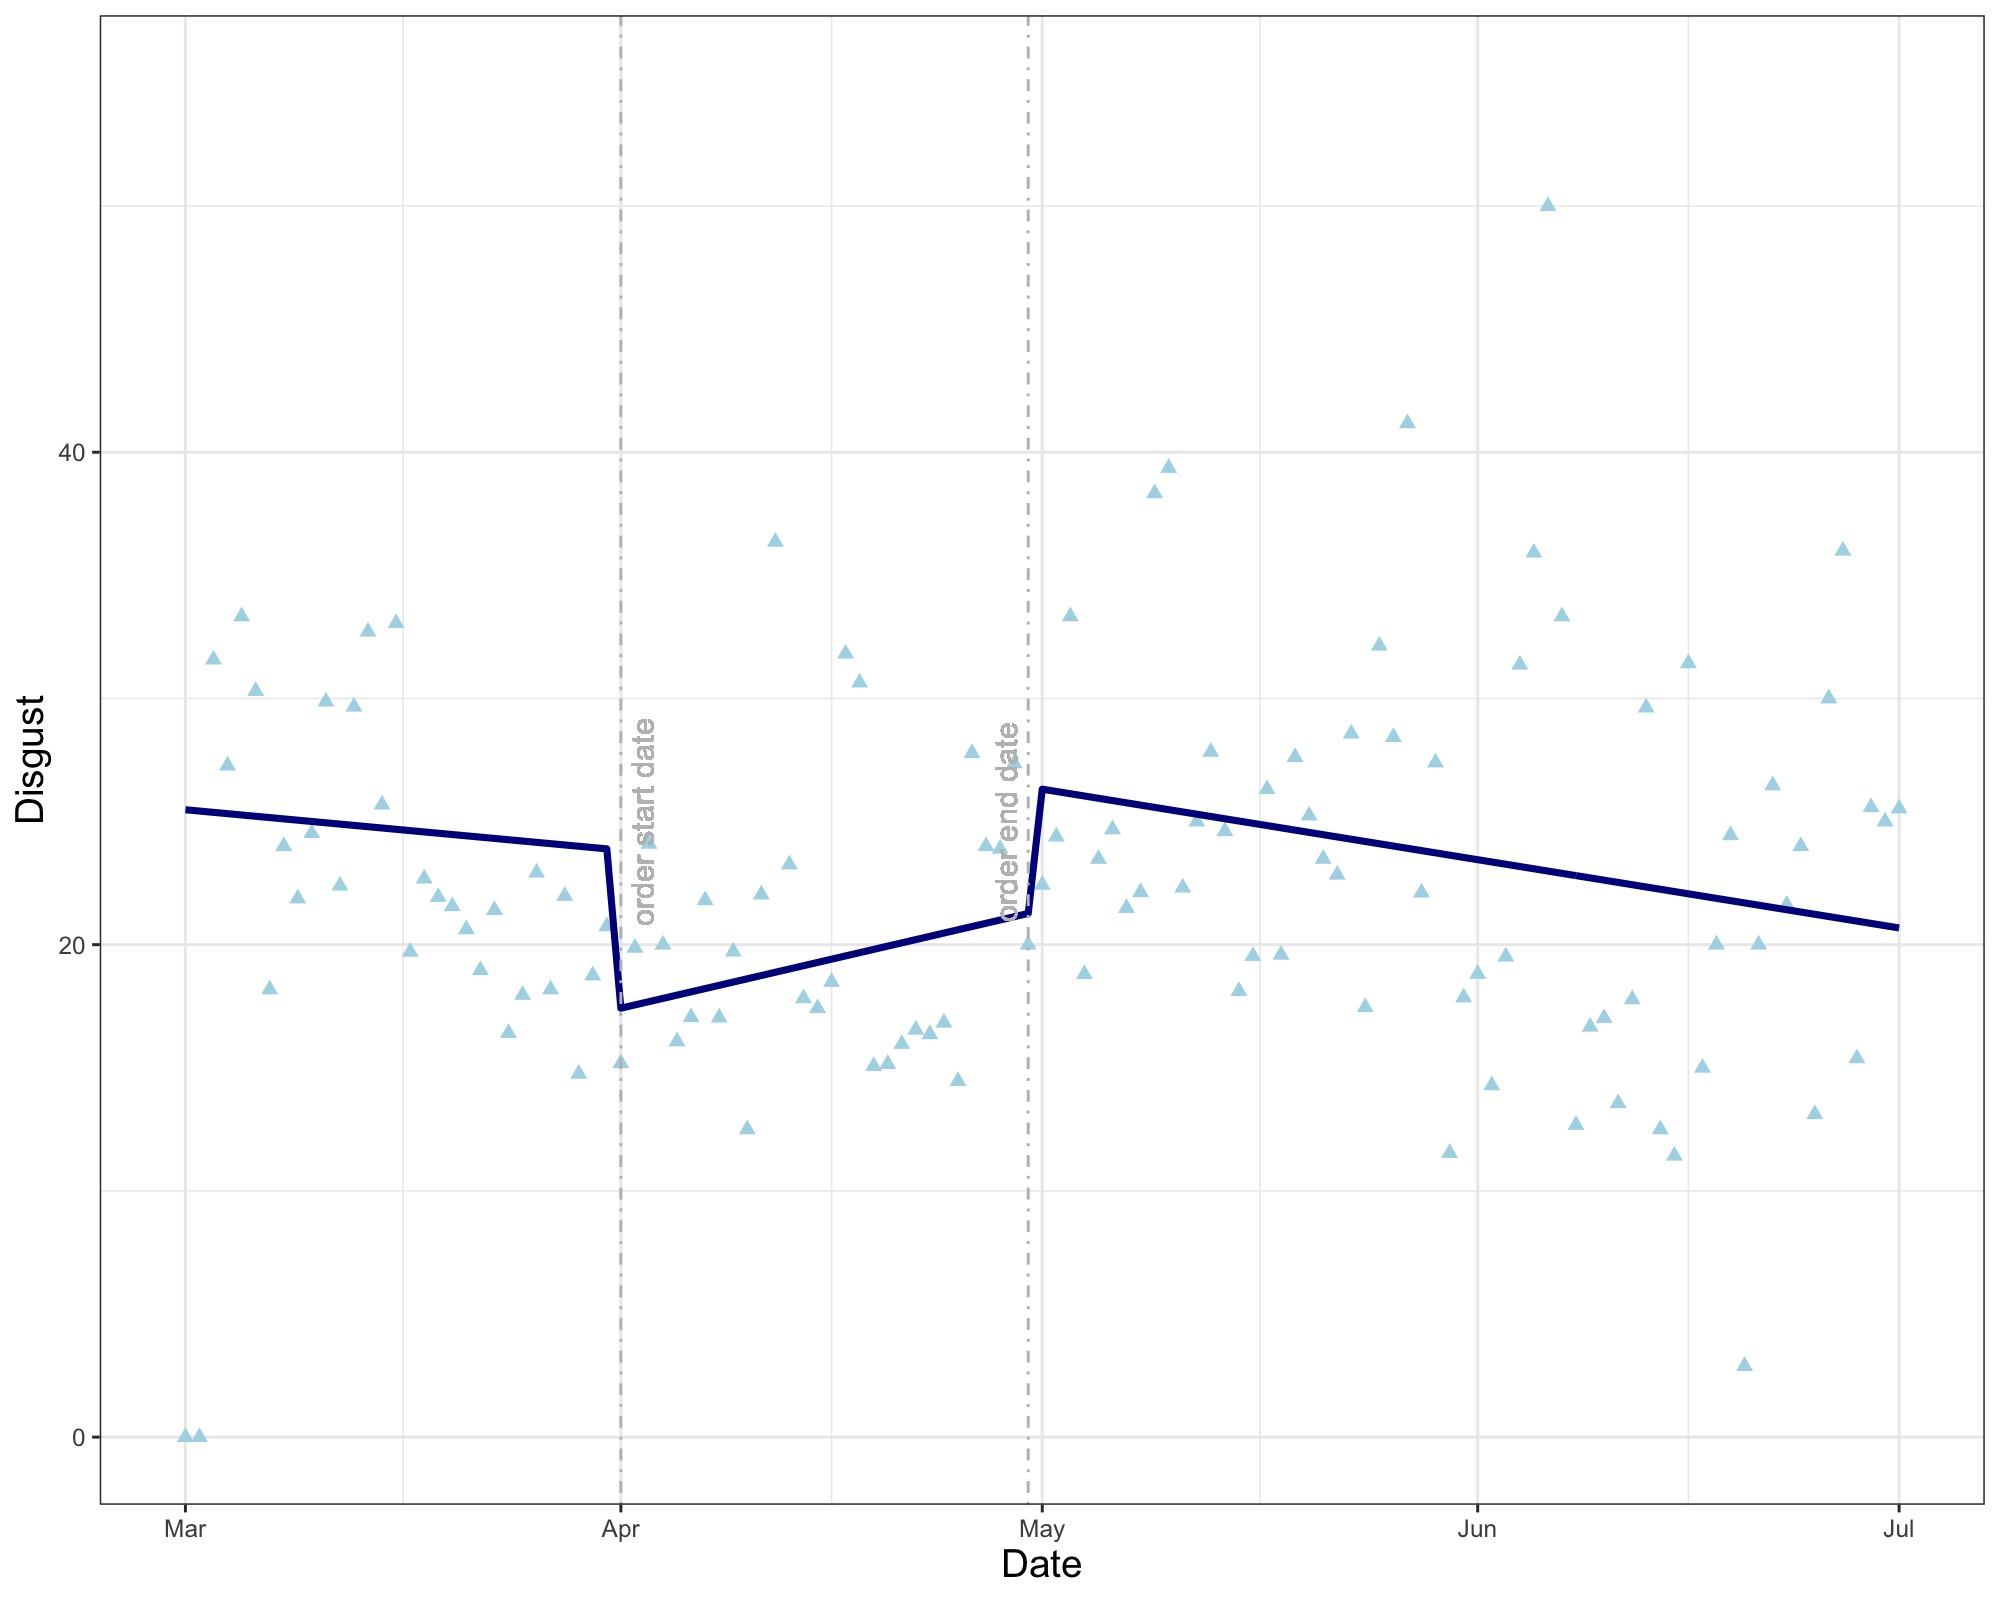 Disgust
40
20
0
order start date
order end date
Mar
Apr
May
Jun
Jul
Date